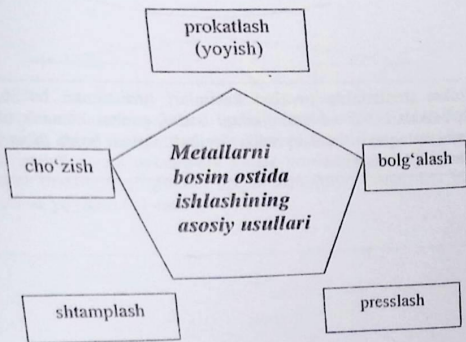 prokatlash
(yoyish)
cho‘zish
Metallarni
bosim ostida
ishlashining
asosiy usullari
bolg‘alash
shtamplash
presslash